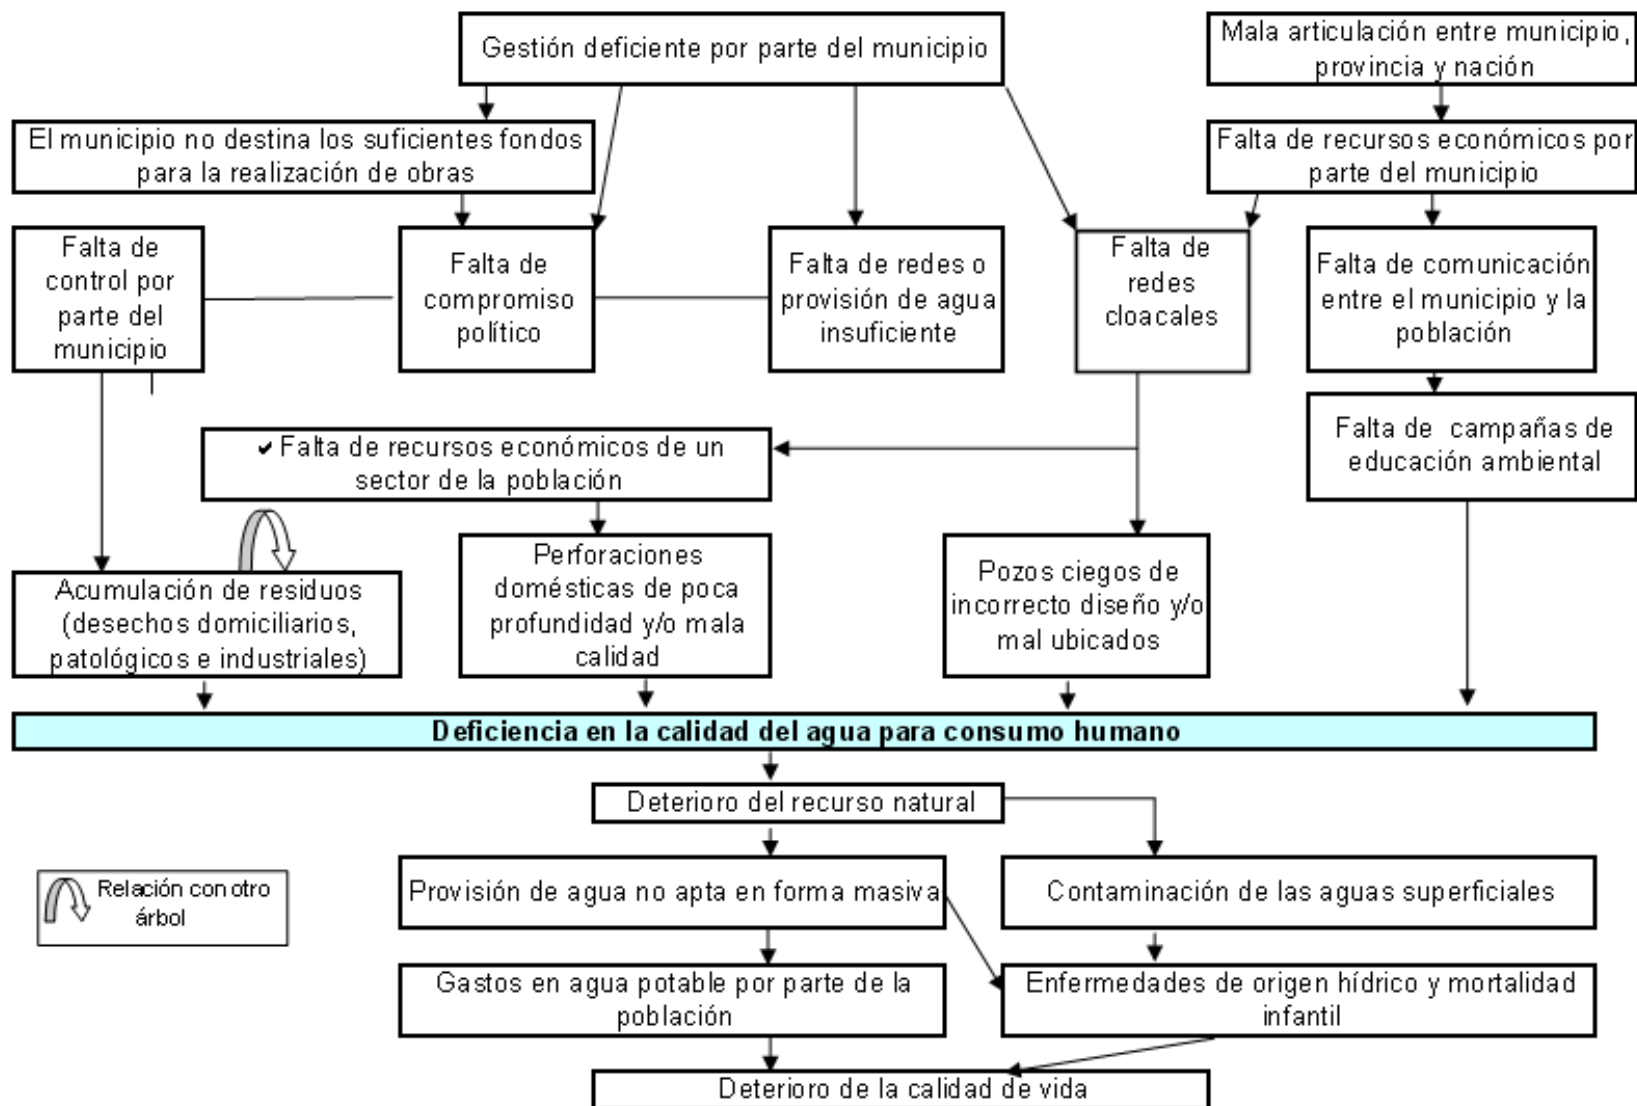 Gestión deficiente por parte del municipio
Mala articulación entre municipio,
provincia y nación
El municipio no destina los suficientes fondos
para la realización de obras
Falta de recursos económicos por
parte del municipio
Falta de
control por
parte del
municipio
Falta de
compromiso
político
Falta de redes o
provisión de agua
insuficiente
Falta de
redes
cloacales
Falta de comunicación
entre el municipio y la
población
✔ Falta de recursos económicos de un
sector de la población
Falta de campañas de
educación ambiental
Acumulación de residuos
(desechos domiciliarios,
patológicos e industriales)
Perforaciones
domésticas de poca
profundidad y/o mala
calidad
Pozos ciegos de
incorrecto diseño y/o
mal ubicados
Deficiencia en la calidad del agua para consumo humano
Deterioro del recurso natural
Relación con otro
árbol
Provisión de agua no apta en forma masiva
Contaminación de las aguas superficiales
Gastos en agua potable por parte de la
población
Enfermedades de origen hídrico y mortalidad
infantil
Deterioro de la calidad de vida